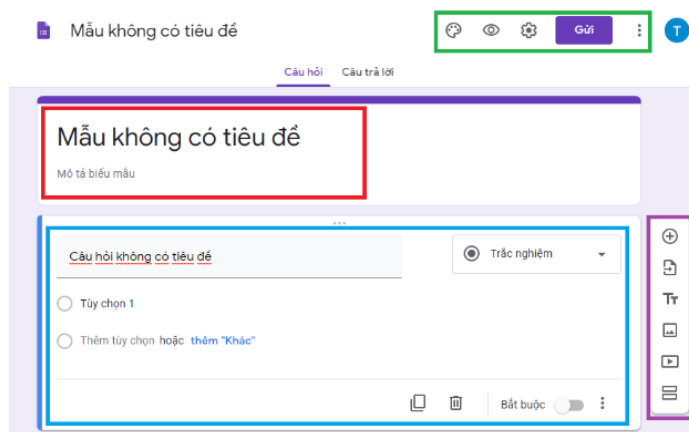 Mẫu không có tiêu đề
Gửi
T
Câu hỏi Câu trả lời
Mẫu không có tiêu đề
Mô tả biểu mẫu
Câu hỏi không có tiêu đề
Trắc nghiệm
Tùy chọn 1
Thêm tùy chọn hoặc thêm "Khác"
Bắt buộc